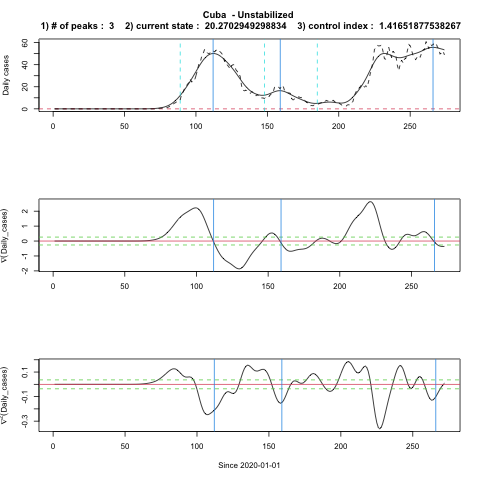 Cuba - Unstabilized
1) # of peaks : 3 2) current state : 20.2702949298834 3) control index : 1.41651877538267
Daily cases
60
40
20
0
0 50 100 150 200 250
∇(Daily_cases)
2
1
0
-1
-2
0 50 100 150 200 250
∇²(Daily_cases)
0.1
-0.1
-0.3
0 50 100 150 200 250
Since 2020-01-01